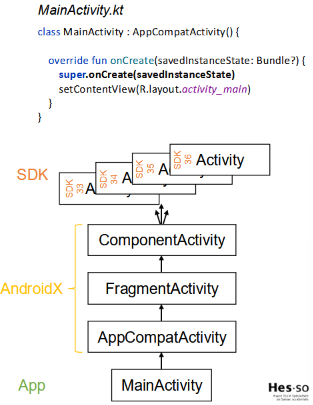 MainActivity.kt
class MainActivity : AppCompatActivity() {
override fun onCreate(savedInstanceState: Bundle?) {
super.onCreate(savedInstanceState)
setContentView(R.layout.activity_main)
}
}
SDK
SDK 33 A
SDK 34 A
SDK 35 A
SDK 36 Activity
ComponentActivity
AndroidX
FragmentActivity
AppCompatActivity
App
MainActivity
Hes·so